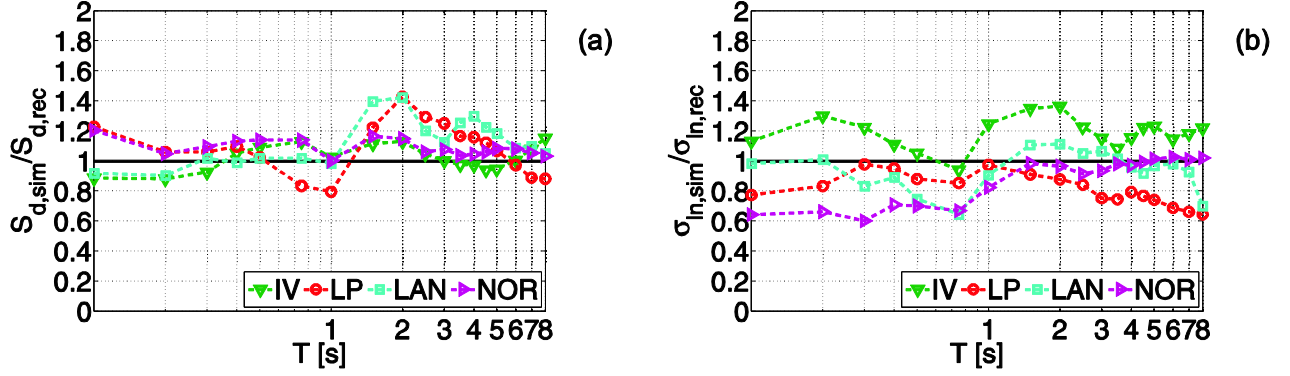 2
1.8
1.6
1.4
1.2
1
0.8
0.6
0.4
0.2
0
S_d,sim/S_d,rec
IV LP LAN NOR
1 2 3 4 5 6 7 8
T [s]
(a)
2
1.8
1.6
1.4
1.2
1
0.8
0.6
0.4
0.2
0
σ_ln,sim/σ_ln,rec
IV LP LAN NOR
1 2 3 4 5 6 7 8
T [s]
(b)